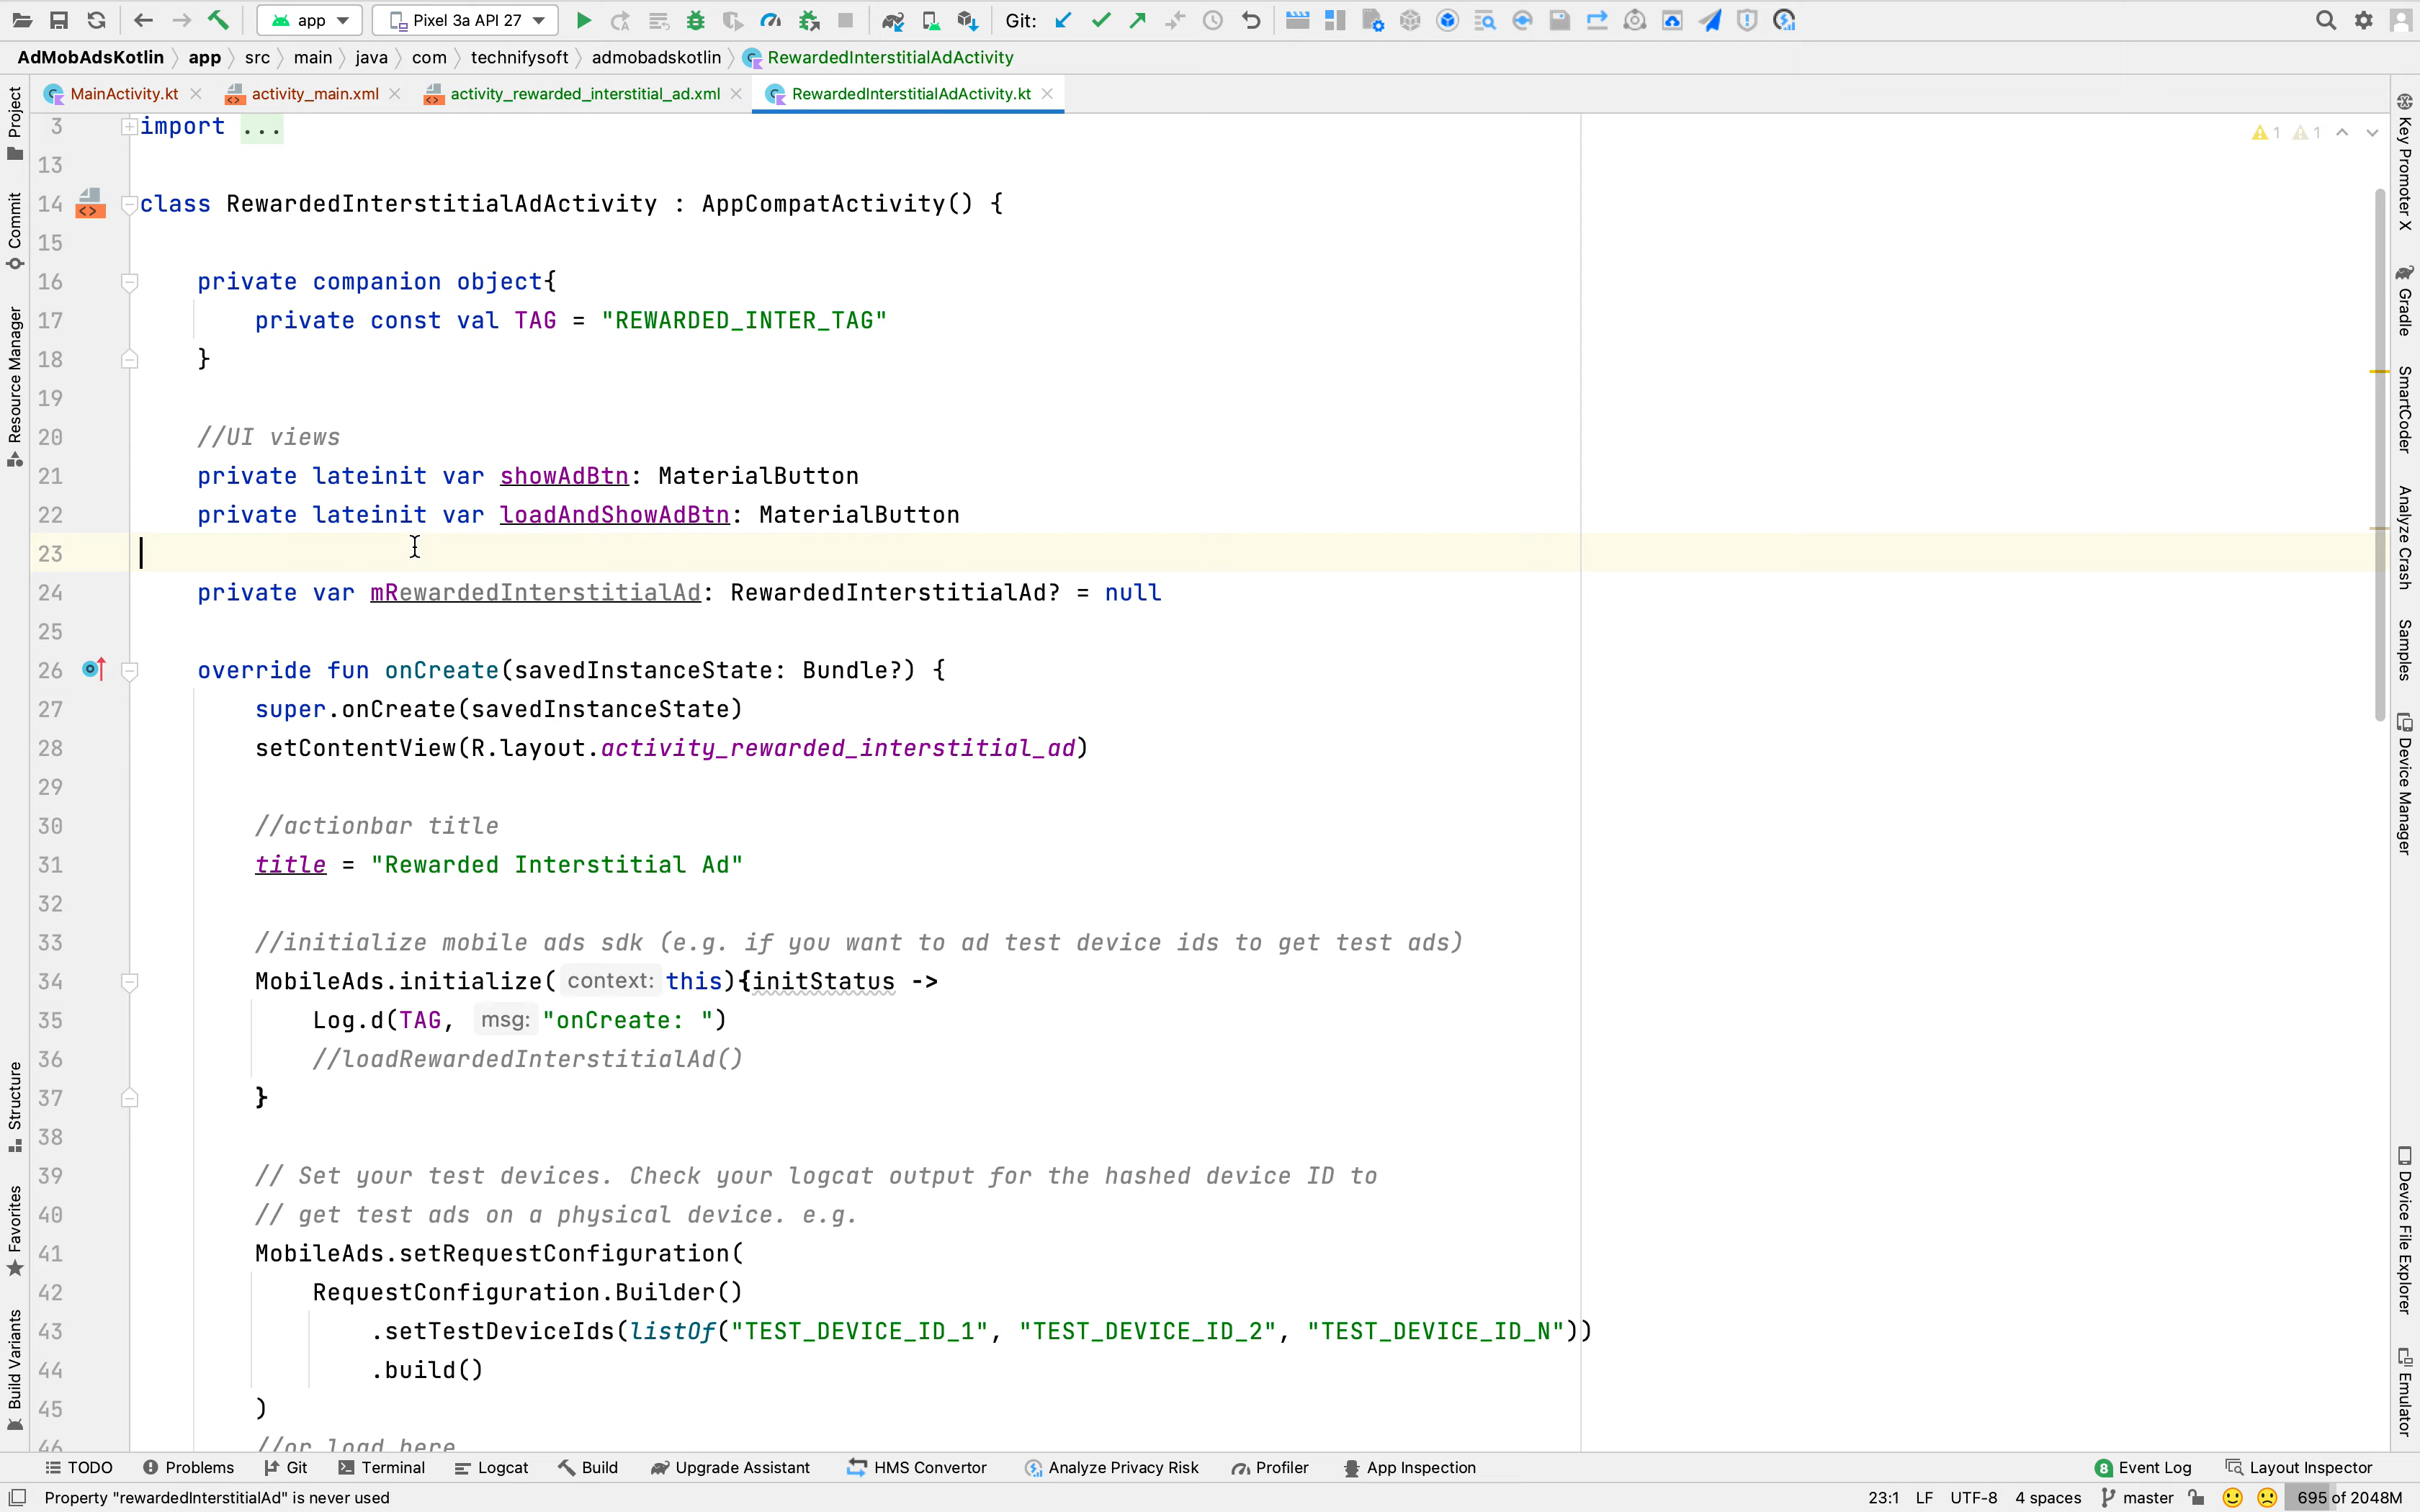 app
Pixel 3a API 27
Git:
AdMobAdsKotlin
app
src
main
java
com
technifysoft
admobadskotlin
RewardedInterstitialAdActivity
MainActivity.kt
activity_main.xml
activity_rewarded_interstitial_ad.xml
RewardedInterstitialAdActivity.kt
Project
Commit
Resource Manager
Structure
Favorites
Build Variants
1
1
3 import ...
13
14 class RewardedInterstitialAdActivity : AppCompatActivity() {
15
16 private companion object{
17 private const val TAG = "REWARDED_INTER_TAG"
18 }
19
20 //UI views
21 private lateinit var showAdBtn: MaterialButton
22 private lateinit var loadAndShowAdBtn: MaterialButton
23
24 private var mRewardedInterstitialAd: RewardedInterstitialAd? = null
25
26 override fun onCreate(savedInstanceState: Bundle?) {
27 super.onCreate(savedInstanceState)
28 setContentView(R.layout.activity_rewarded_interstitial_ad)
29
30 //actionbar title
31 title = "Rewarded Interstitial Ad"
32
33 //initialize mobile ads sdk (e.g. if you want to ad test device ids to get test ads)
34 MobileAds.initialize( context: this){initStatus ->
35 Log.d(TAG, msg: "onCreate: ")
36 //loadRewardedInterstitialAd()
37 }
38
39 // Set your test devices. Check your logcat output for the hashed device ID to
40 // get test ads on a physical device. e.g.
41 MobileAds.setRequestConfiguration(
42 RequestConfiguration.Builder()
43 .setTestDeviceIds(listOf("TEST_DEVICE_ID_1", "TEST_DEVICE_ID_2", "TEST_DEVICE_ID_N"))
44 .build()
45 )
46 //or load here
Key Promoter X
Gradle
SmartCoder
Analyze Crash
Samples
Device Manager
Device File Explorer
Emulator
TODO
Problems
Git
Terminal
Logcat
Build
Upgrade Assistant
HMS Convertor
Analyze Privacy Risk
Profiler
App Inspection
8 Event Log
Layout Inspector
Property "rewardedInterstitialAd" is never used
23:1
LF
UTF-8
4 spaces
master
695 of 2048M